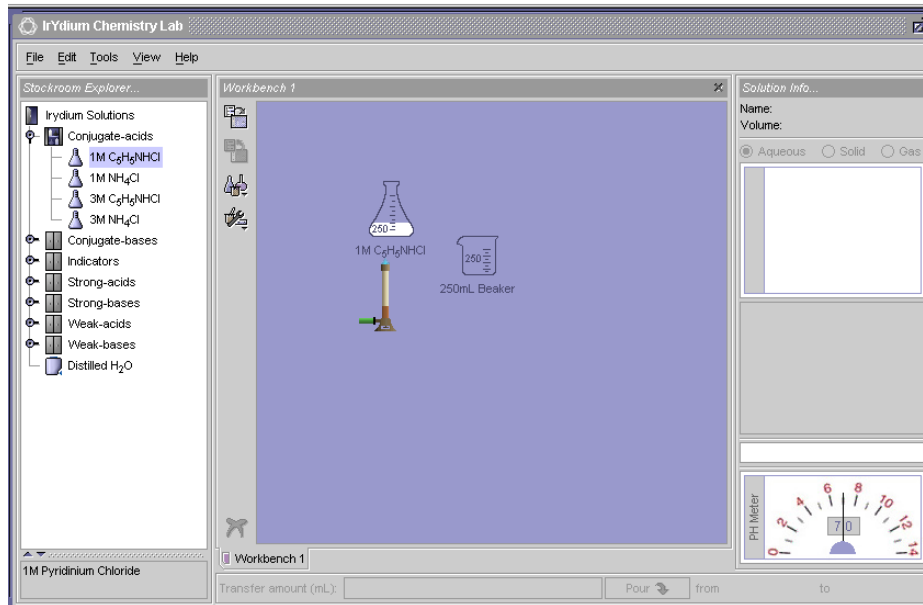 IrYdium Chemistry Lab
File Edit Tools View Help
Stockroom Explorer...
Irydium Solutions
Conjugate-acids
1M C₅H₅NHCl
1M NH₄Cl
3M C₅H₅NHCl
3M NH₄Cl
Conjugate-bases
Indicators
Strong-acids
Strong-bases
Weak-acids
Weak-bases
Distilled H₂O
1M Pyridinium Chloride
Workbench 1
250
1M C₅H₅NHCl
250
250mL Beaker
Workbench 1
Transfer amount (mL): Pour from to
Solution Info...
Name:
Volume:
Aqueous Solid Gas
PH Meter
0 2 4 6 8 10 12 14
7.0